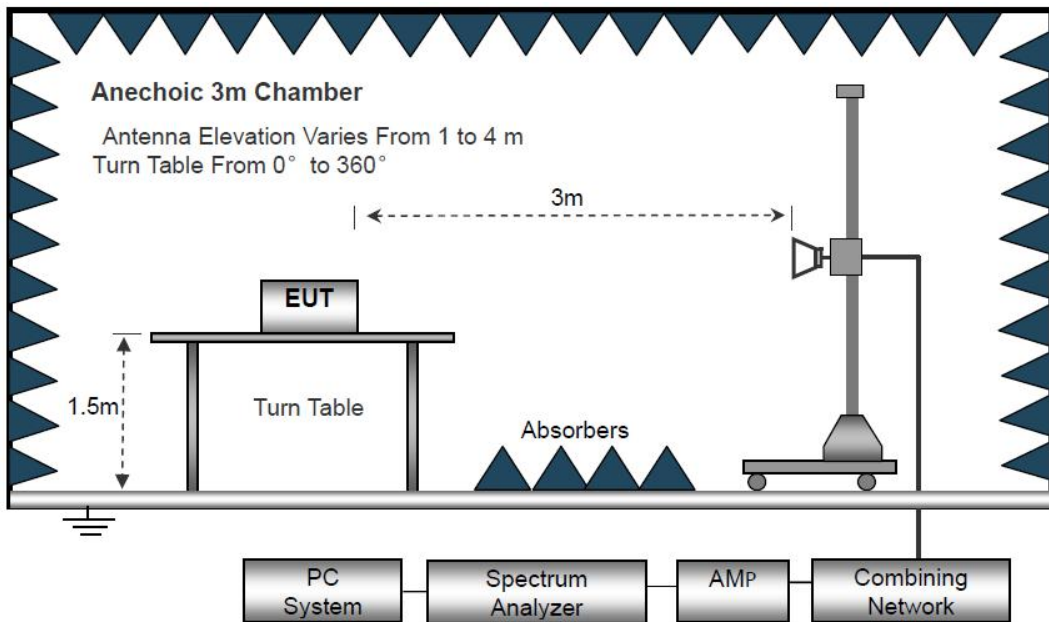 Anechoic 3m Chamber
Antenna Elevation Varies From 1 to 4 m
Turn Table From 0° to 360°
3m
EUT
1.5m
Turn Table
Absorbers
PC
System
Spectrum
Analyzer
AMP
Combining
Network